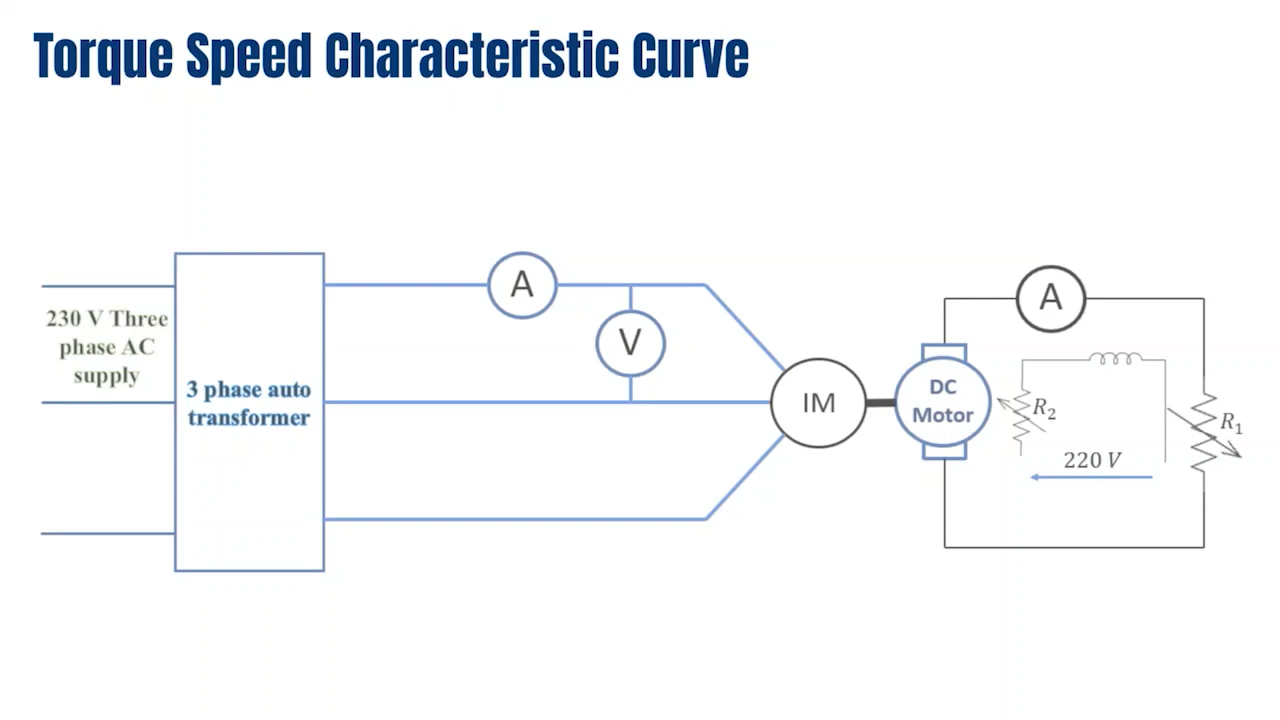 Torque Speed Characteristic Curve
230 V Three
phase AC
supply
3 phase auto
transformer
A
V
IM
DC
Motor
A
R₂
220 V
R₁